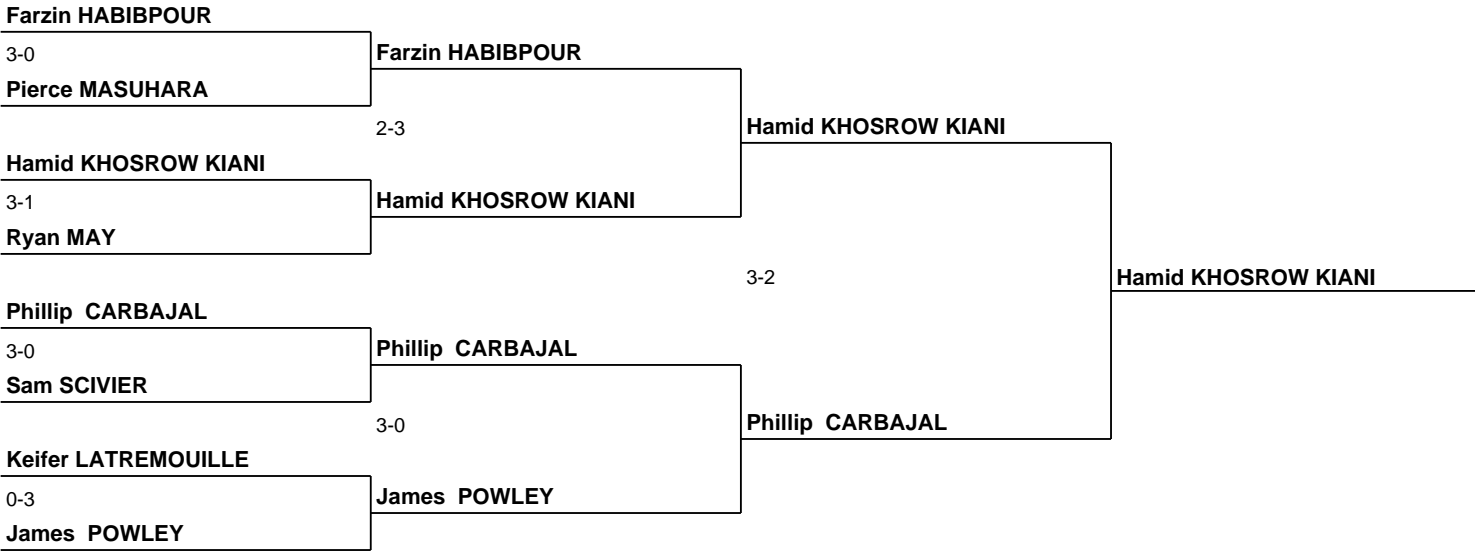 Farzin HABIBPOUR
3-0
Farzin HABIBPOUR
Pierce MASUHARA
2-3
Hamid KHOSROW KIANI
Hamid KHOSROW KIANI
3-1
Hamid KHOSROW KIANI
Ryan MAY
3-2
Hamid KHOSROW KIANI
Phillip  CARBAJAL
3-0
Phillip  CARBAJAL
Sam SCIVIER
3-0
Phillip  CARBAJAL
Keifer LATREMOUILLE
0-3
James  POWLEY
James  POWLEY